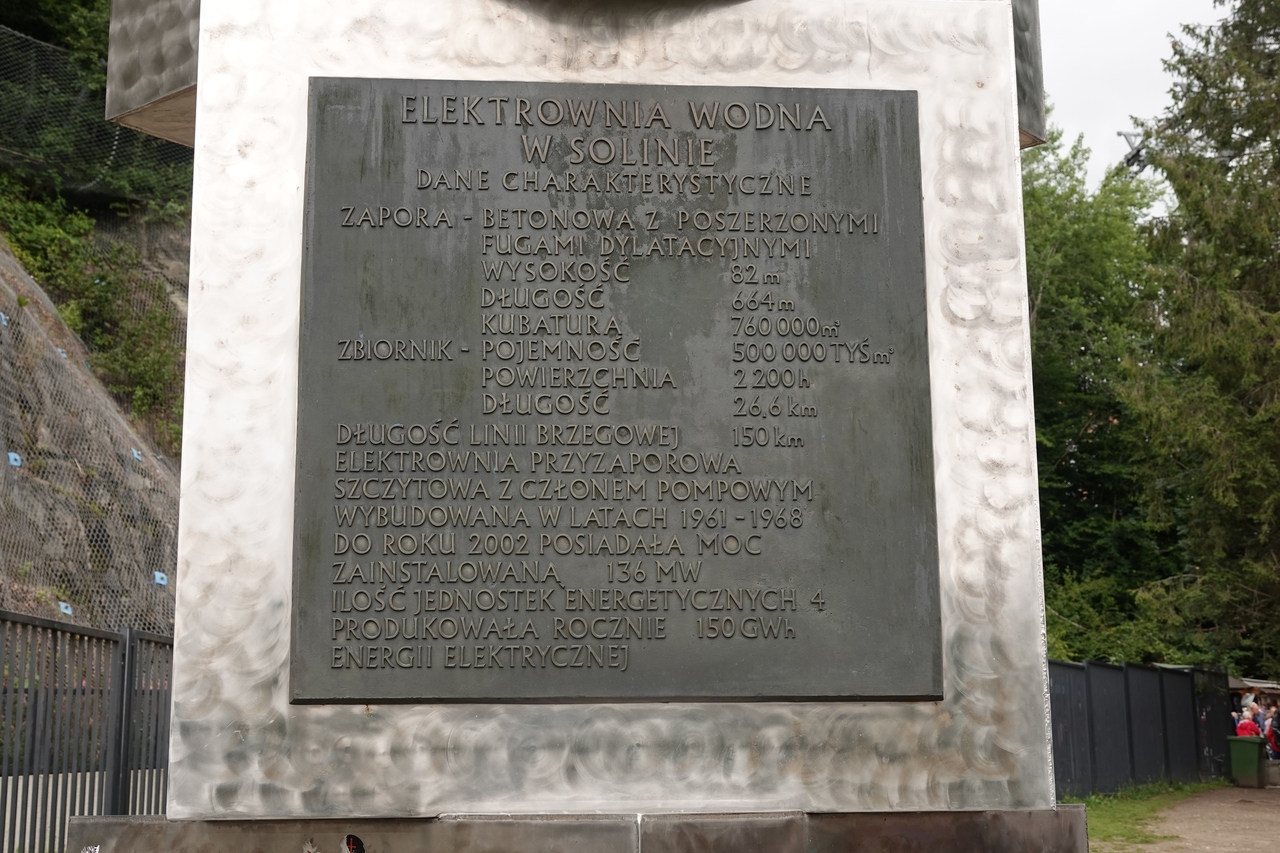 ELEKTROWNIA WODNA
W SOLINIE
DANE CHARAKTERYSTYCZNE
ZAPORA - BETONOWA Z POSZERZONYMI
FUGAMI DYLATACYJNYMI
WYSOKOŚĆ 82 m
DŁUGOŚĆ 664 m
KUBATURA 760 000 m³
ZBIORNIK - POJEMNOŚĆ 500 000 TYŚ m³
POWIERZCHNIA 2 200 h
DŁUGOŚĆ 26,6 km
DŁUGOŚĆ LINII BRZEGOWEJ 150 km
ELEKTROWNIA PRZYZAPOROWA
SZCZYTOWA Z CZŁONEM POMPOWYM
WYBUDOWANA W LATACH 1961 - 1968
DO ROKU 2002 POSIADAŁA MOC
ZAINSTALOWANĄ 136 MW
ILOŚĆ JEDNOSTEK ENERGETYCZNYCH 4
PRODUKOWAŁA ROCZNIE 150 GWh
ENERGII ELEKTRYCZNEJ